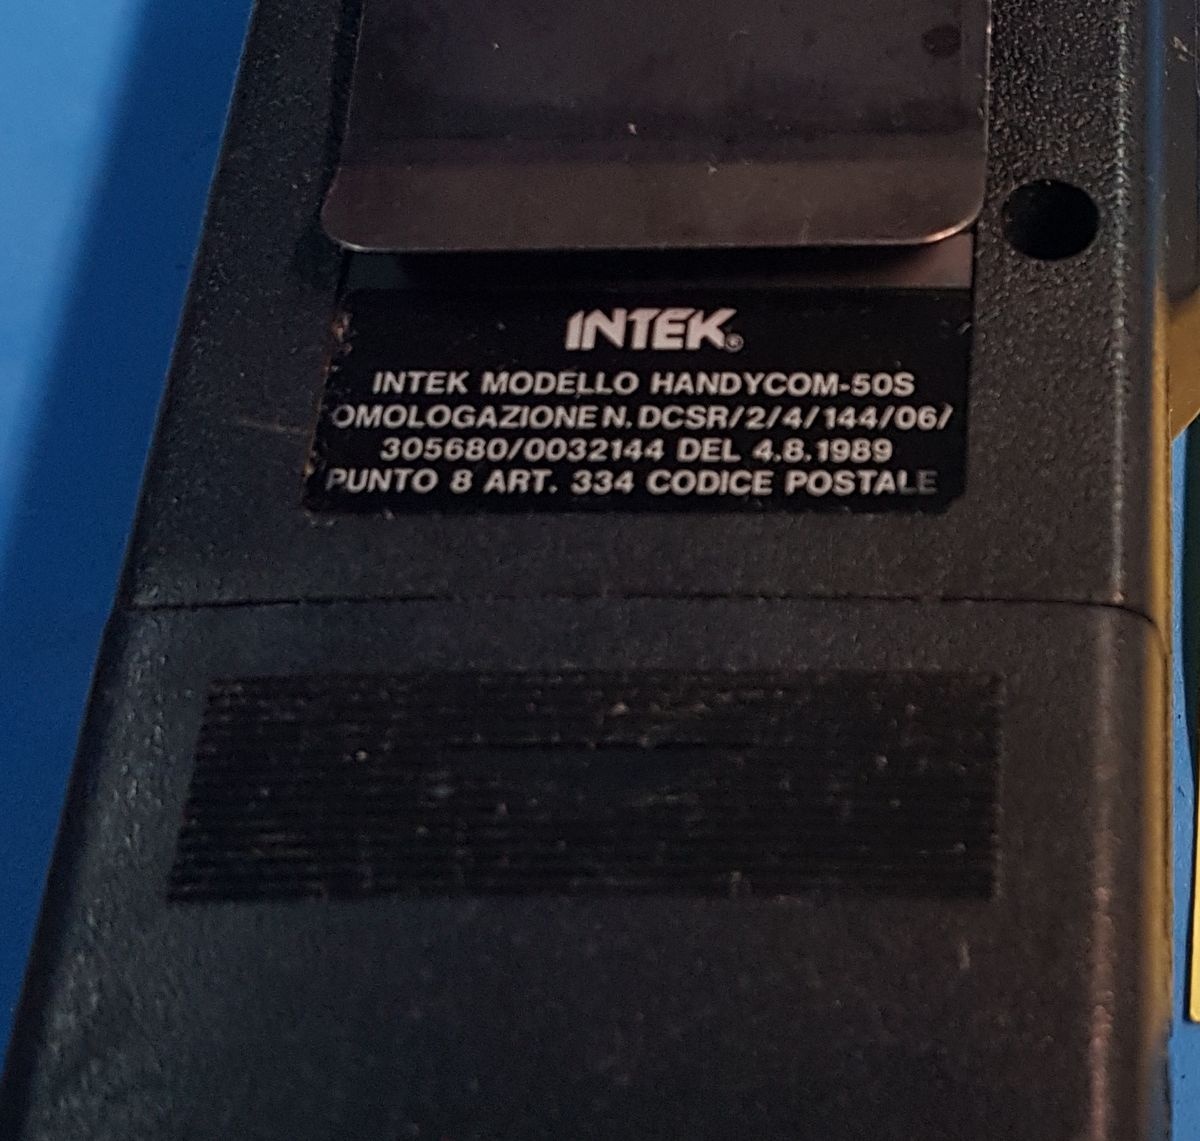 INTEK®
INTEK MODELLO HANDYCOM-50S
OMOLOGAZIONE N. DCSR/2/4/144/06/
305680/0032144 DEL 4.8.1989
PUNTO 8 ART. 334 CODICE POSTALE